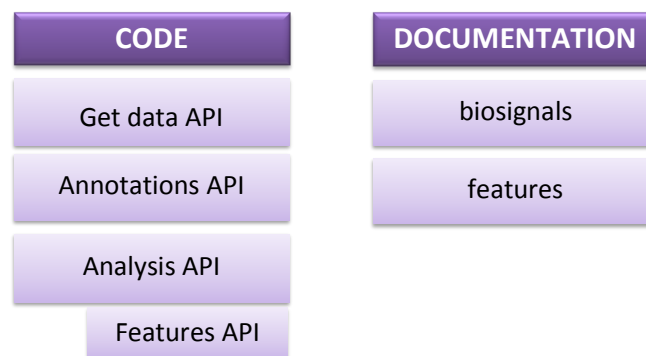 CODE
Get data API
Annotations API
Analysis API
Features API
DOCUMENTATION
biosignals
features